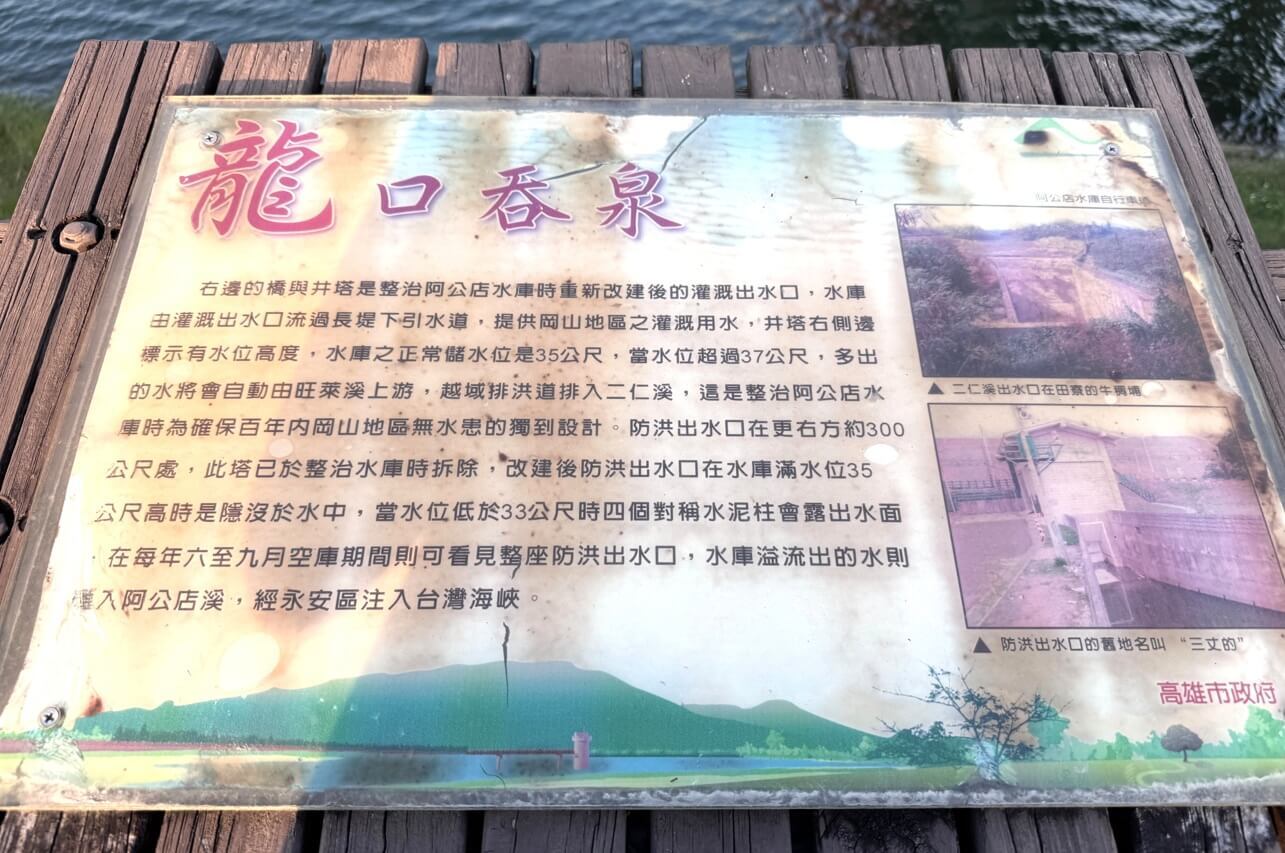 龍口吞泉
右邊的橋與井塔是整治阿公店水庫時重新改建後的灌溉出水口，水庫
由灌溉出水口流過長堤下引水道，提供岡山地區之灌溉用水，井塔右側邊
標示有水位高度，水庫之正常儲水位是35公尺，當水位超過37公尺，多出
的水將會自動由旺萊溪上游，越域排洪道排入二仁溪，這是整治阿公店水
庫時為確保百年內岡山地區無水患的獨到設計。防洪出水口在更右方約300
公尺處，此塔已於整治水庫時拆除，改建後防洪出水口在水庫滿水位35
公尺高時是隱沒於水中，當水位低於33公尺時四個對稱水泥柱會露出水面
在每年六至九月空庫期間則可看見整座防洪出水口，水庫溢流出的水則
入阿公店溪，經永安區注入台灣海峽。
阿公店水庫自行車
▲ 二仁溪出水口在田寮的牛稠埔
▲ 防洪出水口的舊地名叫 “三丈的”
高雄市政府